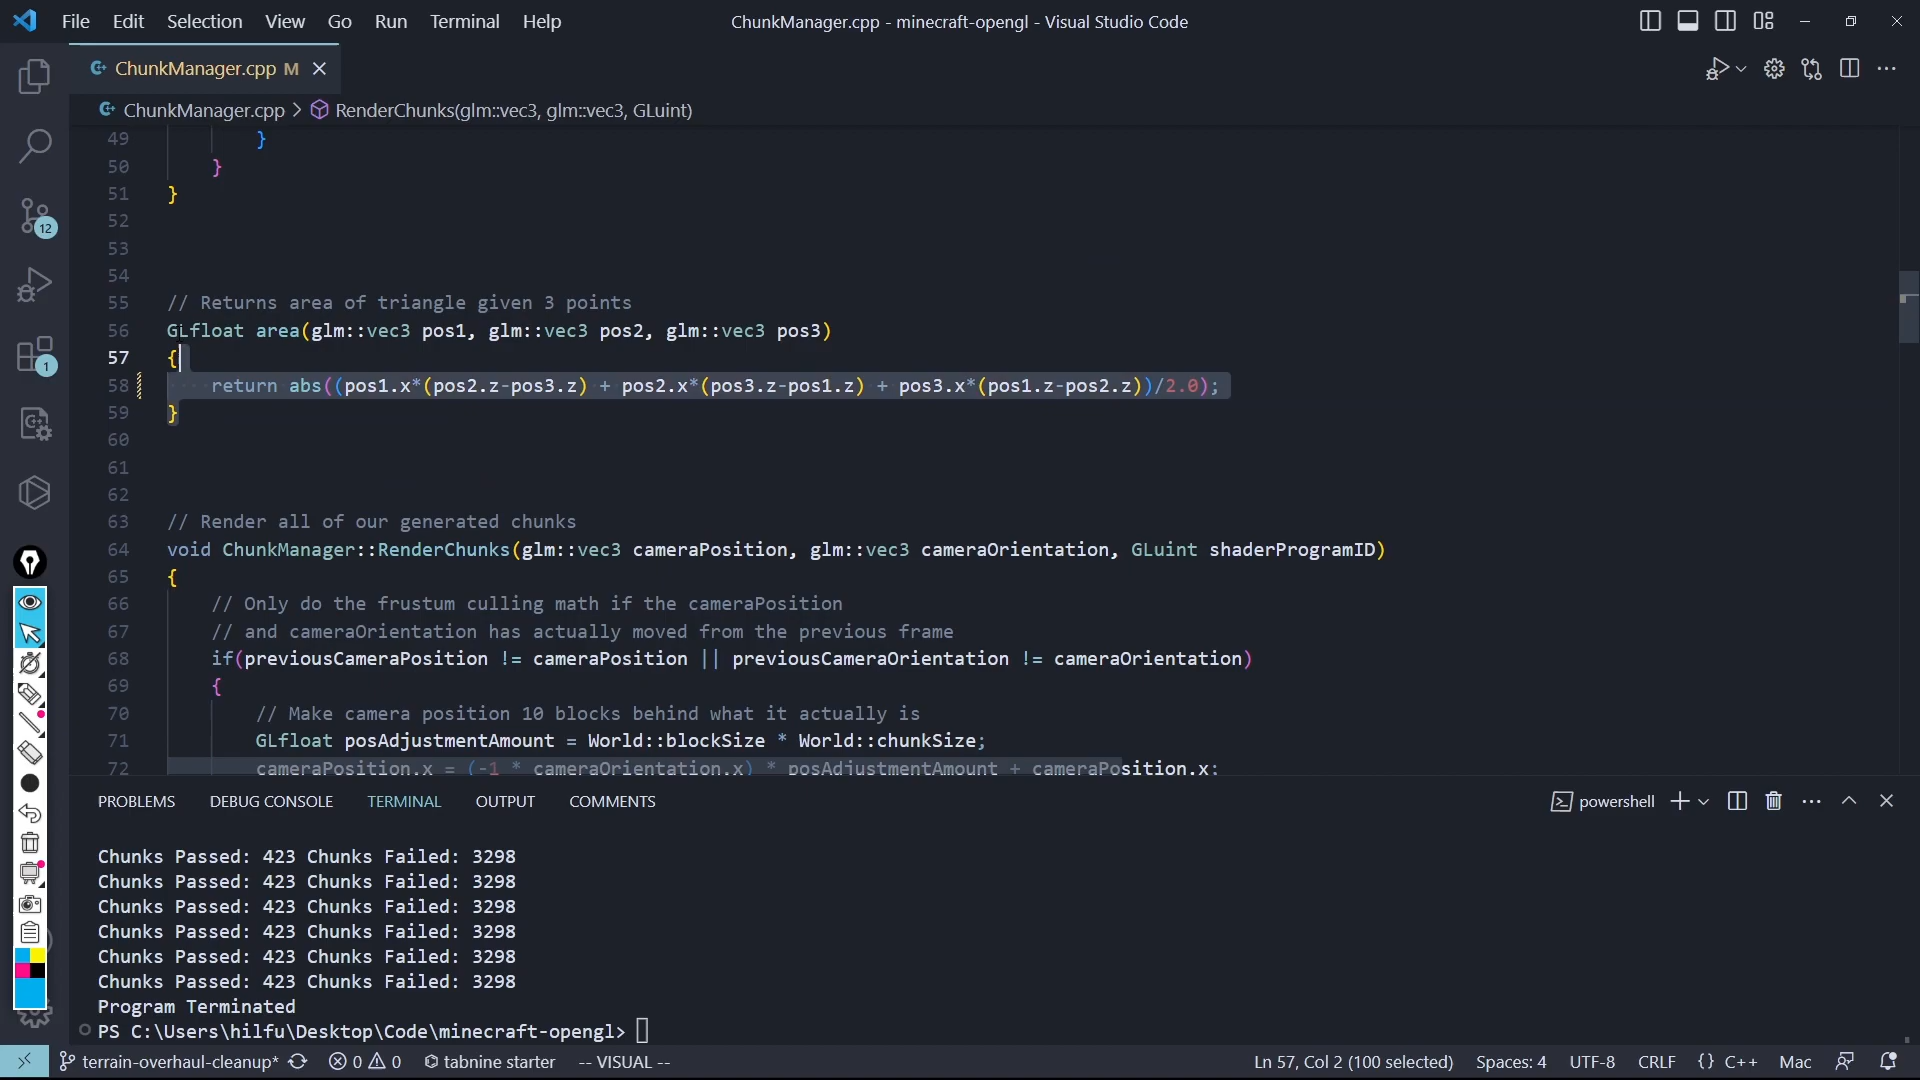 File Edit Selection View Go Run Terminal Help
ChunkManager.cpp - minecraft-opengl - Visual Studio Code
ChunkManager.cpp M
ChunkManager.cpp > RenderChunks(glm::vec3, glm::vec3, GLuint)
49 }
50 }
51 }
52
53
54
55 // Returns area of triangle given 3 points
56 GLfloat area(glm::vec3 pos1, glm::vec3 pos2, glm::vec3 pos3)
57 {
58 return abs((pos1.x*(pos2.z-pos3.z) + pos2.x*(pos3.z-pos1.z) + pos3.x*(pos1.z-pos2.z))/2.0);
59 }
60
61
62
63 // Render all of our generated chunks
64 void ChunkManager::RenderChunks(glm::vec3 cameraPosition, glm::vec3 cameraOrientation, GLuint shaderProgramID)
65 {
66 // Only do the frustum culling math if the cameraPosition
67 // and cameraOrientation has actually moved from the previous frame
68 if(previousCameraPosition != cameraPosition || previousCameraOrientation != cameraOrientation)
69 {
70 // Make camera position 10 blocks behind what it actually is
71 GLfloat posAdjustmentAmount = World::blockSize * World::chunkSize;
72 cameraPosition.x = (-1 * cameraOrientation.x) * posAdjustmentAmount + cameraPosition.x;
12
1
PROBLEMS DEBUG CONSOLE TERMINAL OUTPUT COMMENTS
powershell
Chunks Passed: 423 Chunks Failed: 3298
Chunks Passed: 423 Chunks Failed: 3298
Chunks Passed: 423 Chunks Failed: 3298
Chunks Passed: 423 Chunks Failed: 3298
Chunks Passed: 423 Chunks Failed: 3298
Chunks Passed: 423 Chunks Failed: 3298
Program Terminated
PS C:\Users\hilfu\Desktop\Code\minecraft-opengl>
terrain-overhaul-cleanup* 0 0 tabnine starter -- VISUAL -- Ln 57, Col 2 (100 selected) Spaces: 4 UTF-8 CRLF {} C++ Mac